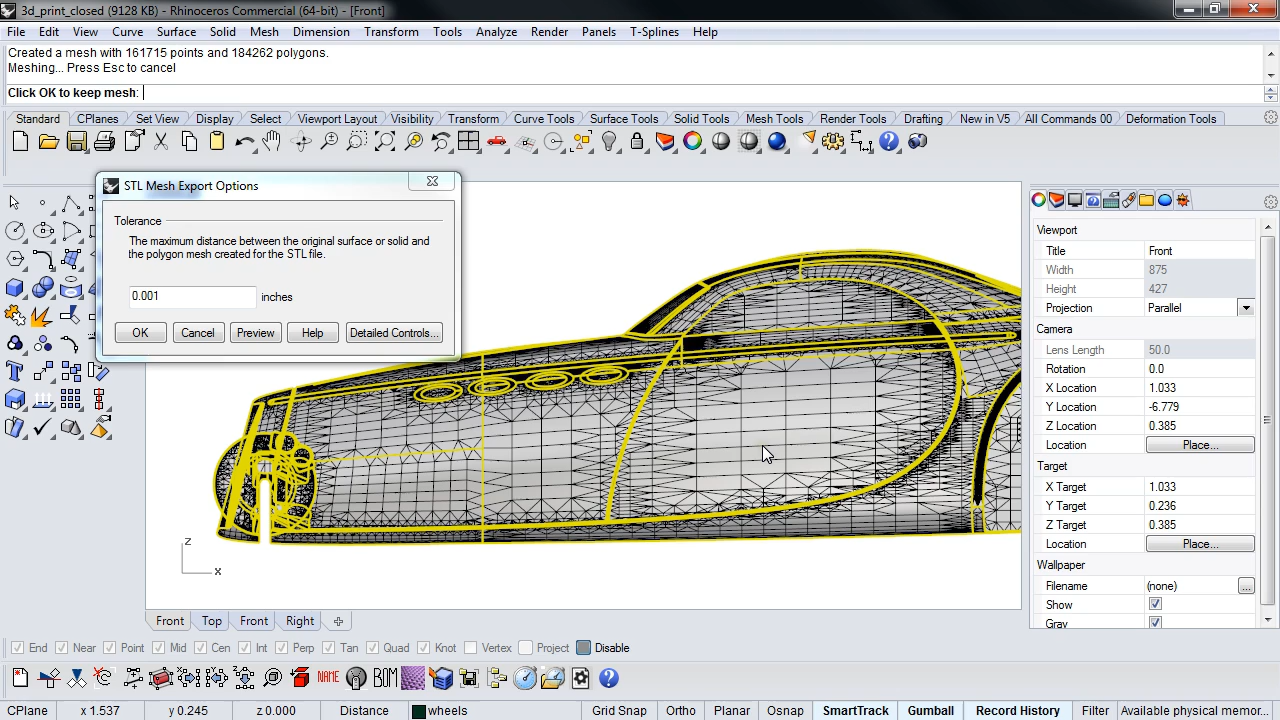 3d_print_closed (9128 KB) - Rhinoceros Commercial (64-bit) - [Front]
File Edit View Curve Surface Solid Mesh Dimension Transform Tools Analyze Render Panels T-Splines Help
Created a mesh with 161715 points and 184262 polygons.
Meshing... Press Esc to cancel
Click OK to keep mesh:
Standard CPlanes Set View Display Select Viewport Layout Visibility Transform Curve Tools Surface Tools Solid Tools Mesh Tools Render Tools Drafting New in V5 All Commands 00 Deformation Tools
STL Mesh Export Options
Tolerance
The maximum distance between the original surface or solid and
the polygon mesh created for the STL file:
0.001 inches
OK Cancel Preview Help Detailed Controls...
Viewport
Title Front
Width 875
Height 427
Projection Parallel
Camera
Lens Length 50.0
Rotation 0.0
X Location 1.033
Y Location -6.779
Z Location 0.385
Location Place...
Target
X Target 1.033
Y Target 0.236
Z Target 0.385
Location Place...
Wallpaper
Filename (none) ...
Show
Gray
z
x
Front Top Front Right
End Near Point Mid Cen Int Perp Tan Quad Knot Vertex Project Disable
NAME BOM
CPlane x 1.537 y 0.245 z 0.000 Distance wheels Grid Snap Ortho Planar Osnap SmartTrack Gumball Record History Filter Available physical memor...